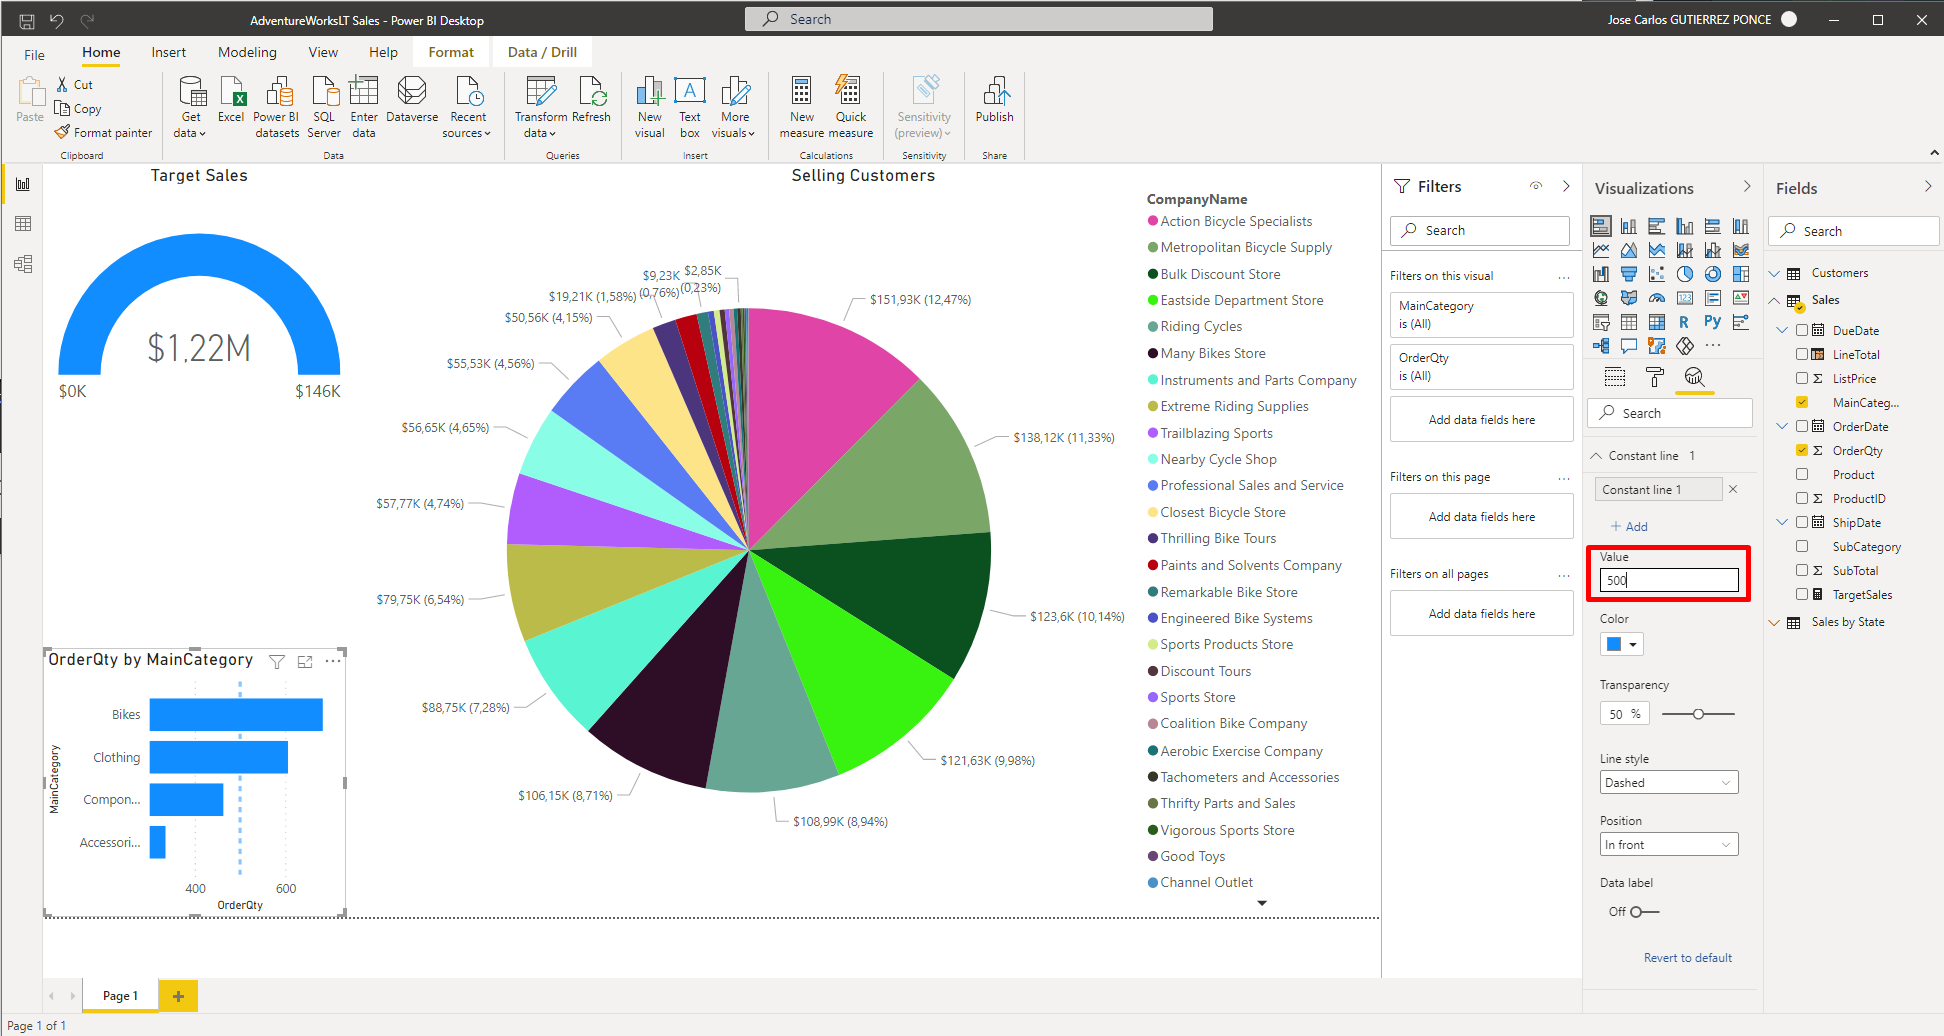 AdventureWorksLT Sales - Power BI Desktop
Search
Jose Carlos GUTIERREZ PONCE
File
Home
Insert
Modeling
View
Help
Format
Data / Drill
Paste
Cut
Copy
Format painter
Clipboard
Get data
Excel
Power BI datasets
SQL Server
Enter data
Dataverse
Recent sources
Data
Transform data
Refresh
Queries
New visual
Text box
More visuals
Insert
New measure
Quick measure
Calculations
Sensitivity (preview)
Sensitivity
Publish
Share
Target Sales
$1,22M
$0K
$146K
Selling Customers
$151,93K (12,47%)
$138,12K (11,33%)
$123,6K (10,14%)
$121,63K (9,98%)
$108,99K (8,94%)
$106,15K (8,71%)
$88,75K (7,28%)
$79,75K (6,54%)
$57,77K (4,74%)
$56,65K (4,65%)
$55,53K (4,56%)
$50,56K (4,15%)
$19,21K (1,58%)
$9,23K (0,76%)
$2,85K (0,23%)
CompanyName
Action Bicycle Specialists
Metropolitan Bicycle Supply
Bulk Discount Store
Eastside Department Store
Riding Cycles
Many Bikes Store
Instruments and Parts Company
Extreme Riding Supplies
Trailblazing Sports
Nearby Cycle Shop
Professional Sales and Service
Closest Bicycle Store
Thrilling Bike Tours
Paints and Solvents Company
Remarkable Bike Store
Engineered Bike Systems
Sports Products Store
Discount Tours
Sports Store
Coalition Bike Company
Aerobic Exercise Company
Tachometers and Accessories
Thrifty Parts and Sales
Vigorous Sports Store
Good Toys
Channel Outlet
OrderQty by MainCategory
MainCategory
Bikes
Clothing
Compon...
Accessori...
400
600
OrderQty
Filters
Search
Filters on this visual
...
MainCategory
is (All)
OrderQty
is (All)
Add data fields here
Filters on this page
...
Add data fields here
Filters on all pages
...
Add data fields here
Visualizations
123
R
Py
...
Search
Constant line 1
Constant line 1
+ Add
Value
500
Color
Transparency
50 %
Line style
Dashed
Position
In front
Data label
Off
Revert to default
Fields
Search
Customers
Sales
DueDate
LineTotal
Σ ListPrice
MainCateg...
OrderDate
Σ OrderQty
Product
Σ ProductID
ShipDate
SubCategory
Σ SubTotal
TargetSales
Sales by State
Page 1
+
Page 1 of 1